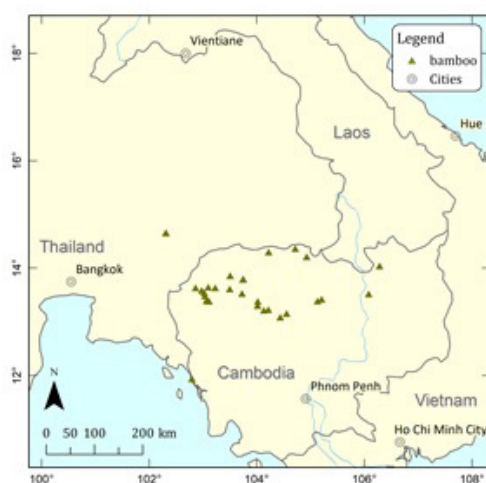 18°
16°
14°
12°
Vientiane
Legend
bamboo
Cities
Hue
Laos
Thailand
Bangkok
Cambodia
Phnom Penh
Vietnam
Ho Chi Minh City
N
0 50 100 200 km
100° 102° 104° 106° 108°